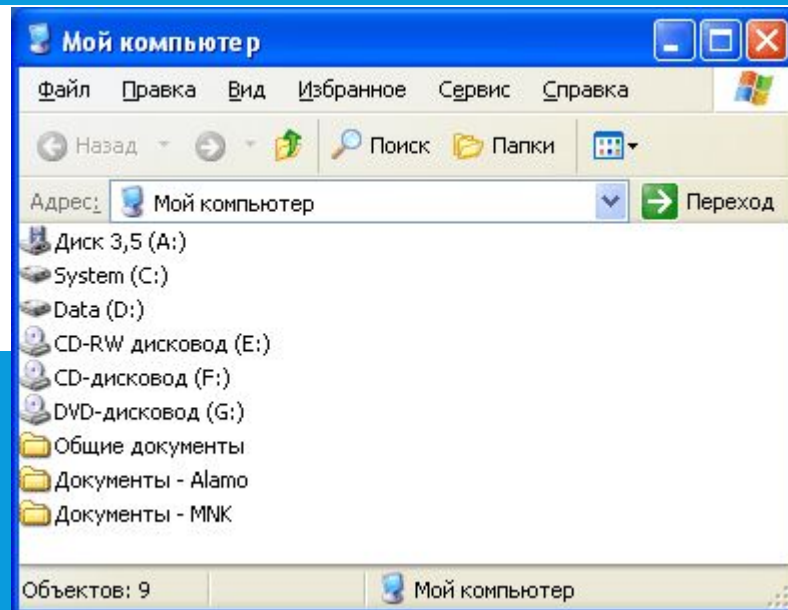 Мой компьютер
Файл Правка Вид Избранное Сервис Справка
Назад Поиск Папки
Адрес: Мой компьютер Переход
Диск 3,5 (A:)
System (C:)
Data (D:)
CD-RW дисковод (E:)
CD-дисковод (F:)
DVD-дисковод (G:)
Общие документы
Документы - Alamo
Документы - MNK
Объектов: 9 Мой компьютер